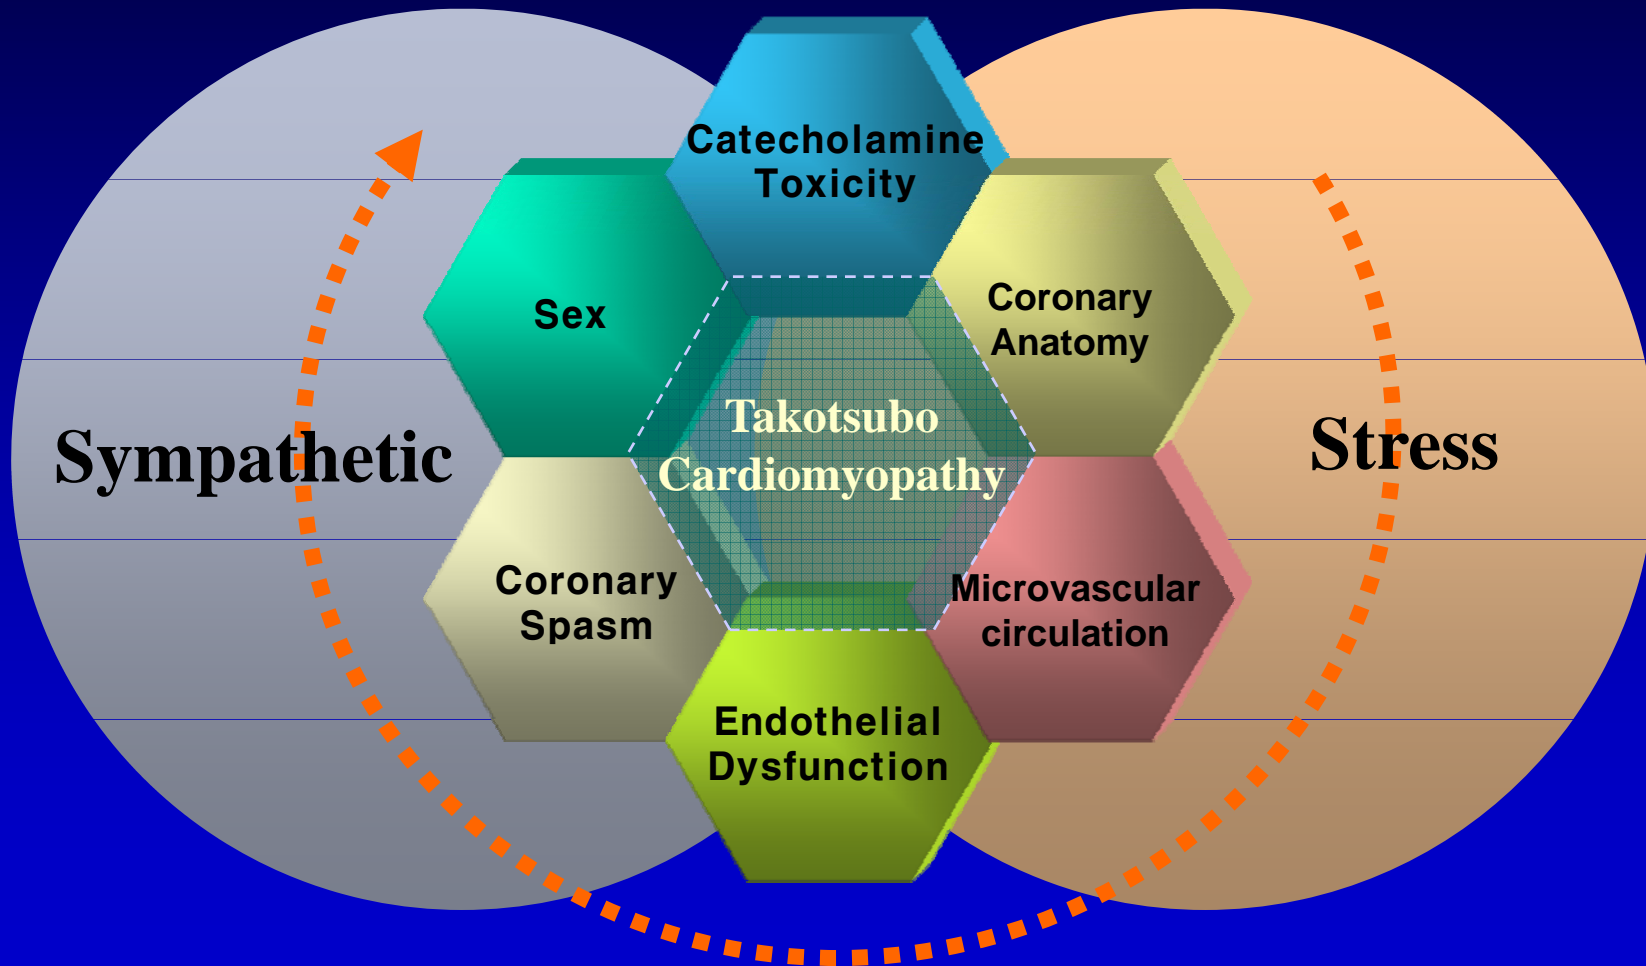 Catecholamine
Toxicity
Sex
Coronary
Anatomy
Takotsubo
Cardiomyopathy
Sympathetic
Stress
Coronary
Spasm
Microvascular
circulation
Endothelial
Dysfunction